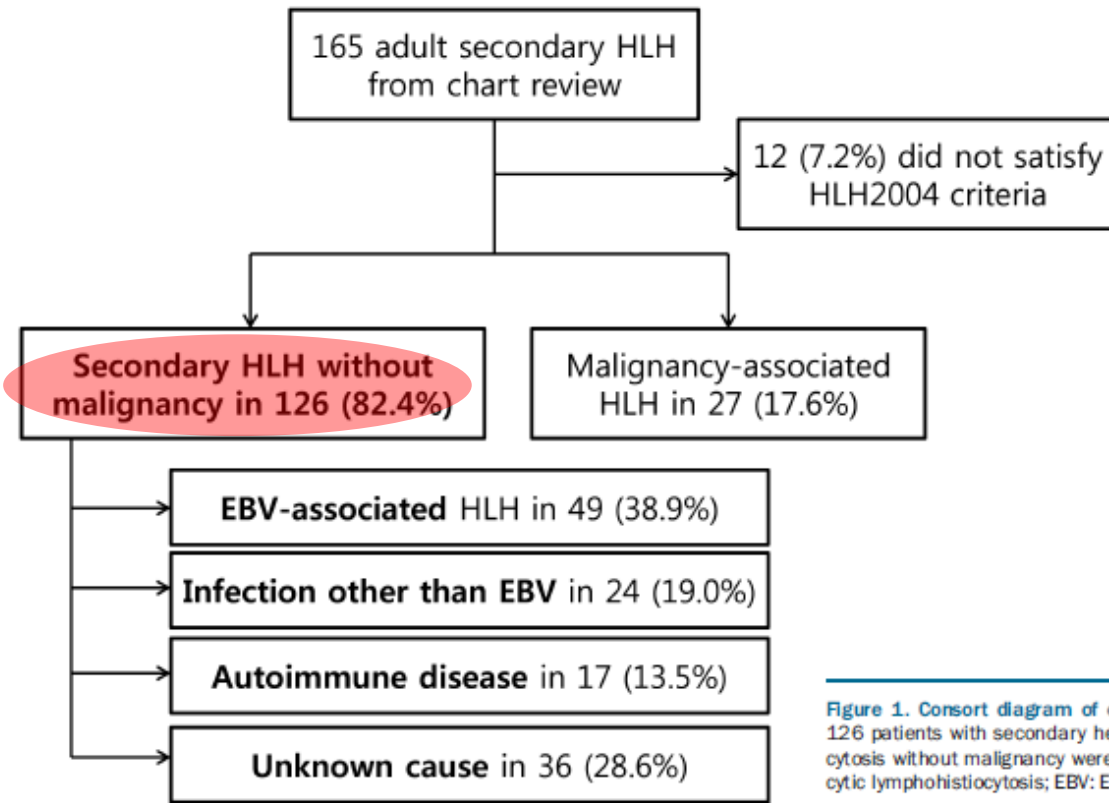 165 adult secondary HLH
from chart review
12 (7.2%) did not satisfy
HLH2004 criteria
Secondary HLH without
malignancy in 126 (82.4%)
Malignancy-associated
HLH in 27 (17.6%)
EBV-associated HLH in 49 (38.9%)
Infection other than EBV in 24 (19.0%)
Autoimmune disease in 17 (13.5%)
Unknown cause in 36 (28.6%)
Figure 1. Consort diagram of
126 patients with secondary he
cytosis without malignancy were
cytic lymphohistiocytosis; EBV: E